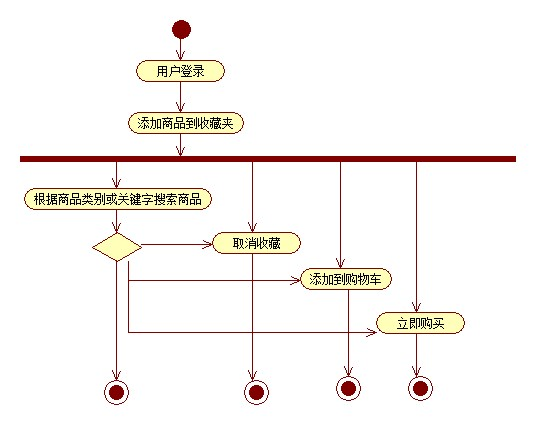 用户登录
添加商品到收藏夹
根据商品类别或关键字搜索商品
取消收藏
添加到购物车
立即购买